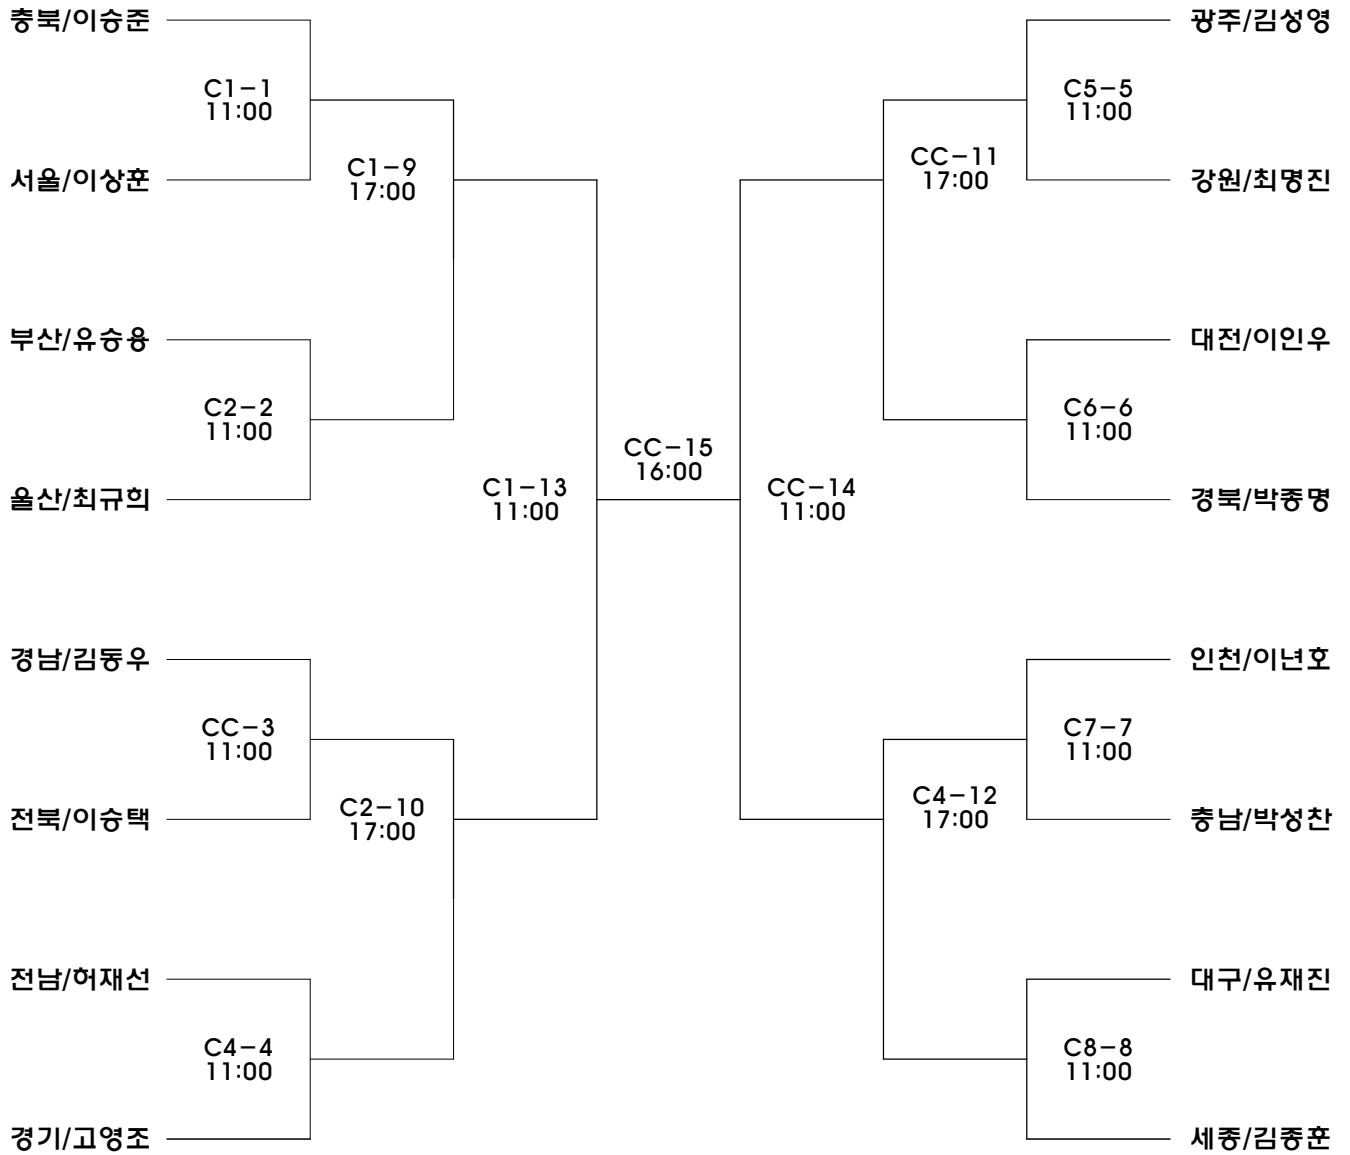 충북/이승준
C1-1
11:00
서울/이상훈
C1-9
17:00
부산/유승용
C2-2
11:00
울산/최규희
C1-13
11:00
경남/김동우
CC-3
11:00
전북/이승택
C2-10
17:00
전남/허재선
C4-4
11:00
경기/고영조
CC-15
16:00
광주/김성영
C5-5
11:00
강원/최명진
CC-11
17:00
대전/이인우
C6-6
11:00
경북/박종명
CC-14
11:00
인천/이년호
C7-7
11:00
충남/박성찬
C4-12
17:00
대구/유재진
C8-8
11:00
세종/김종훈